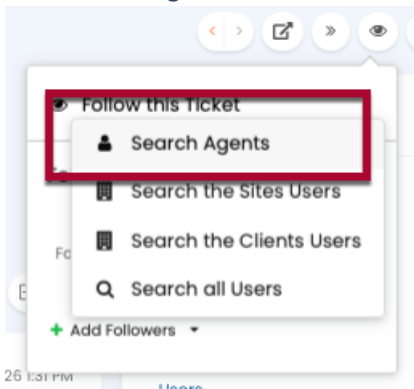 Follow this Ticket
Search Agents
Search the Sites Users
Search the Clients Users
Search all Users
Add Followers
26 1:31 PM
Users